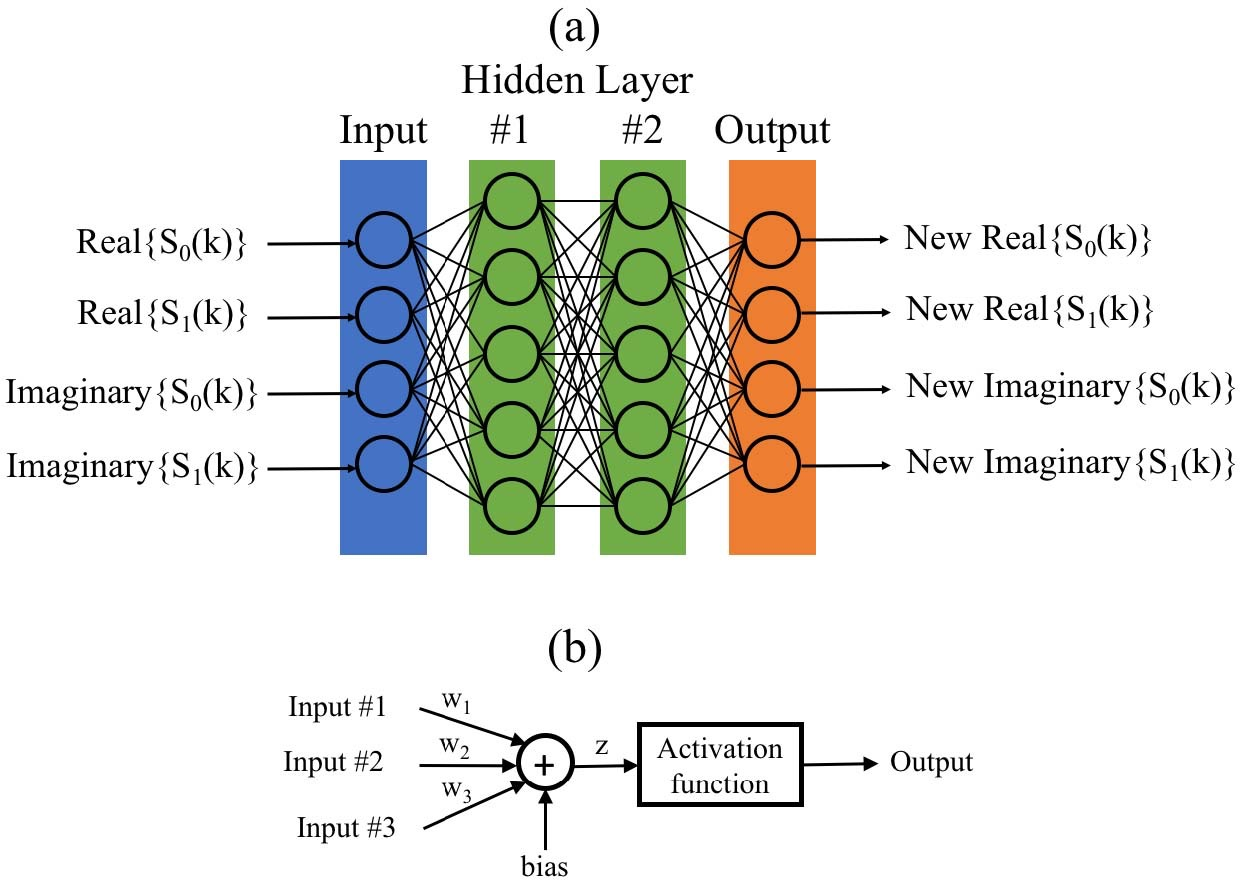 (a)
Hidden Layer
Input #1 #2 Output
Real{S₀(k)} New Real{S₀(k)}
Real{S₁(k)} New Real{S₁(k)}
Imaginary{S₀(k)} New Imaginary{S₀(k)}
Imaginary{S₁(k)} New Imaginary{S₁(k)}
(b)
Input #1 w₁
Input #2 w₂ + z Activation function Output
Input #3 w₃
bias